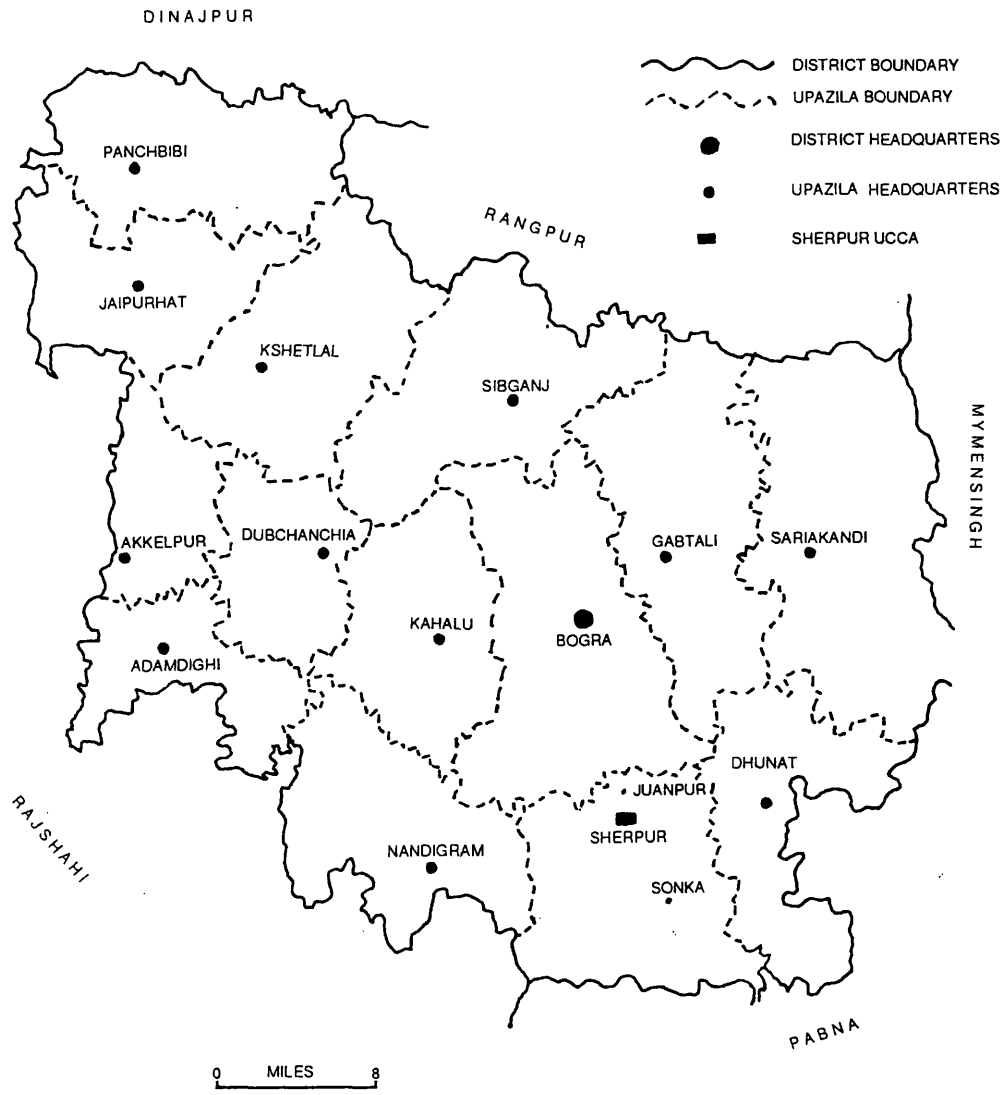 DINAJPUR
DISTRICT BOUNDARY
UPAZILA BOUNDARY
DISTRICT HEADQUARTERS
UPAZILA HEADQUARTERS
SHERPUR UCCA
PANCHBIBI
RANGPUR
JAIPURHAT
KSHETLAL
SIBGANJ
MYMENSINGH
AKKELPUR
DUBCHANCHIA
GABTALI
SARIAKANDI
KAHALU
BOGRA
ADAMDIGHI
DHUNAT
JUANPUR
RAJSHAHI
SHERPUR
NANDIGRAM
SONKA
PABNA
0 MILES 8